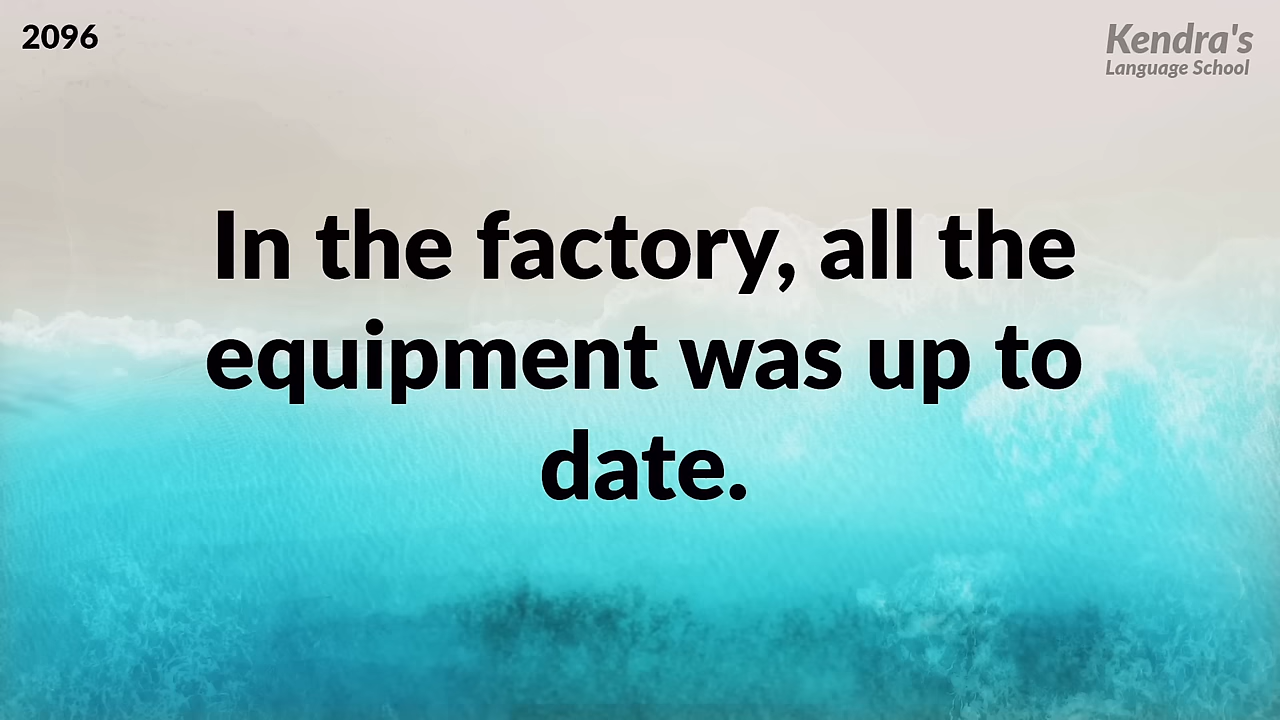 2096
Kendra's
Language School
In the factory, all the
equipment was up to
date.